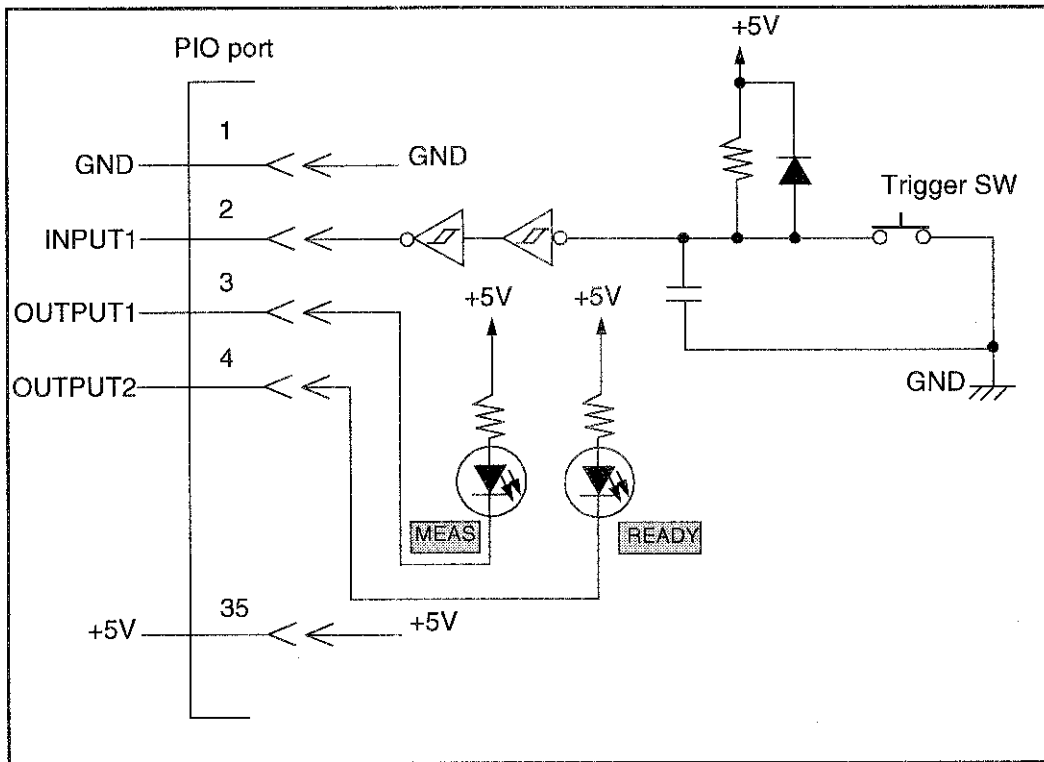 +5V
PIO port
1
GND
GND
Trigger SW
2
INPUT1
3
+5V
+5V
OUTPUT1
4
OUTPUT2
GND
MEAS
READY
35
+5V
+5V